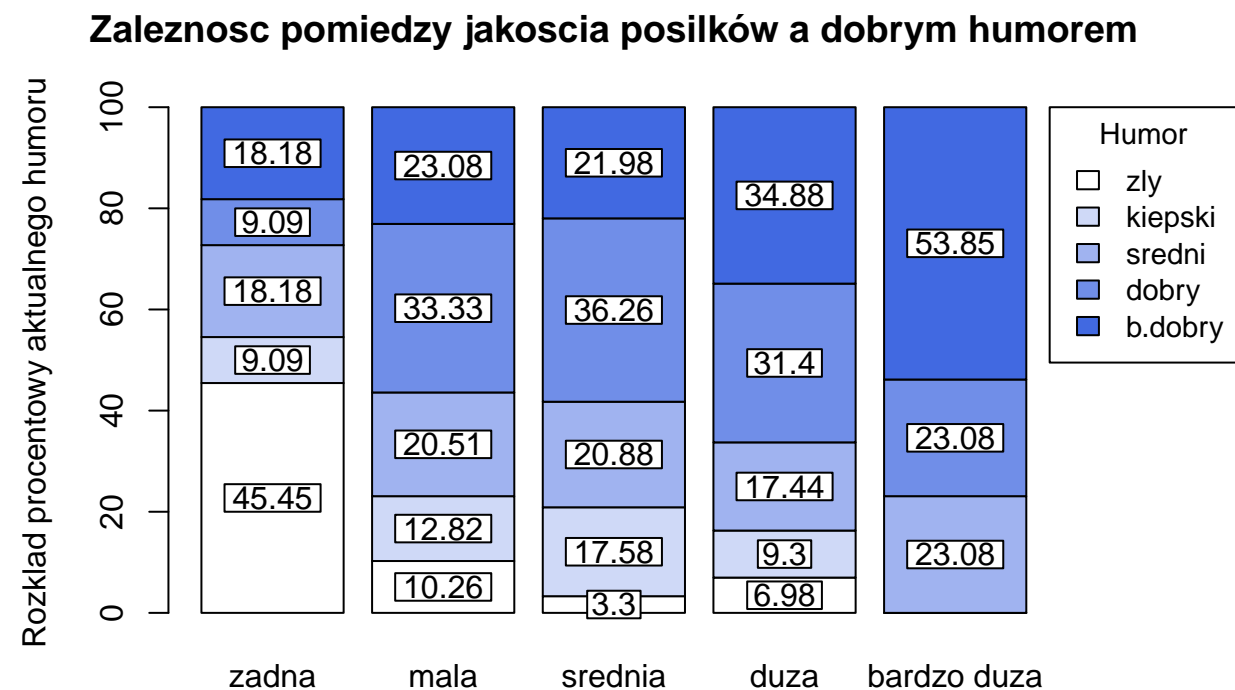 Zaleznosc pomiedzy jakoscia posilków a dobrym humorem
Rozklad procentowy aktualnego humoru
100
80
60
40
20
0
18.18
9.09
18.18
9.09
45.45
23.08
33.33
20.51
12.82
10.26
21.98
36.26
20.88
17.58
3.3
34.88
31.4
17.44
9.3
6.98
53.85
23.08
23.08
Humor
zly
kiepski
sredni
dobry
b.dobry
zadna
mala
srednia
duza
bardzo duza